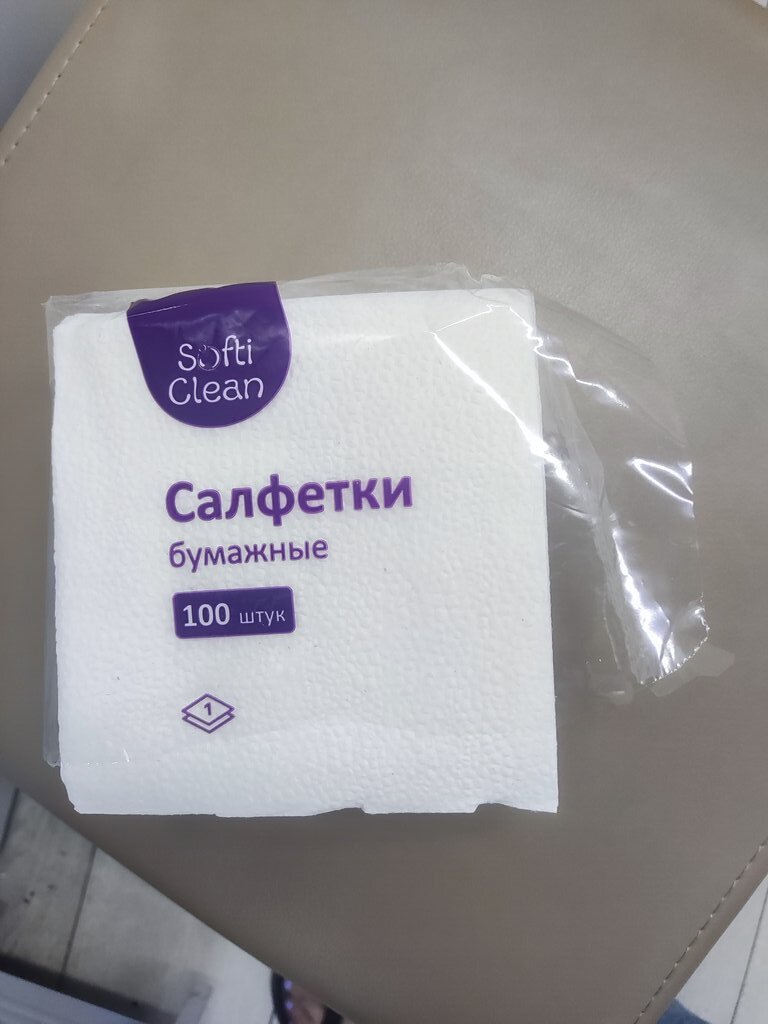 Softi
Clean
Салфетки
бумажные
100 штук
1